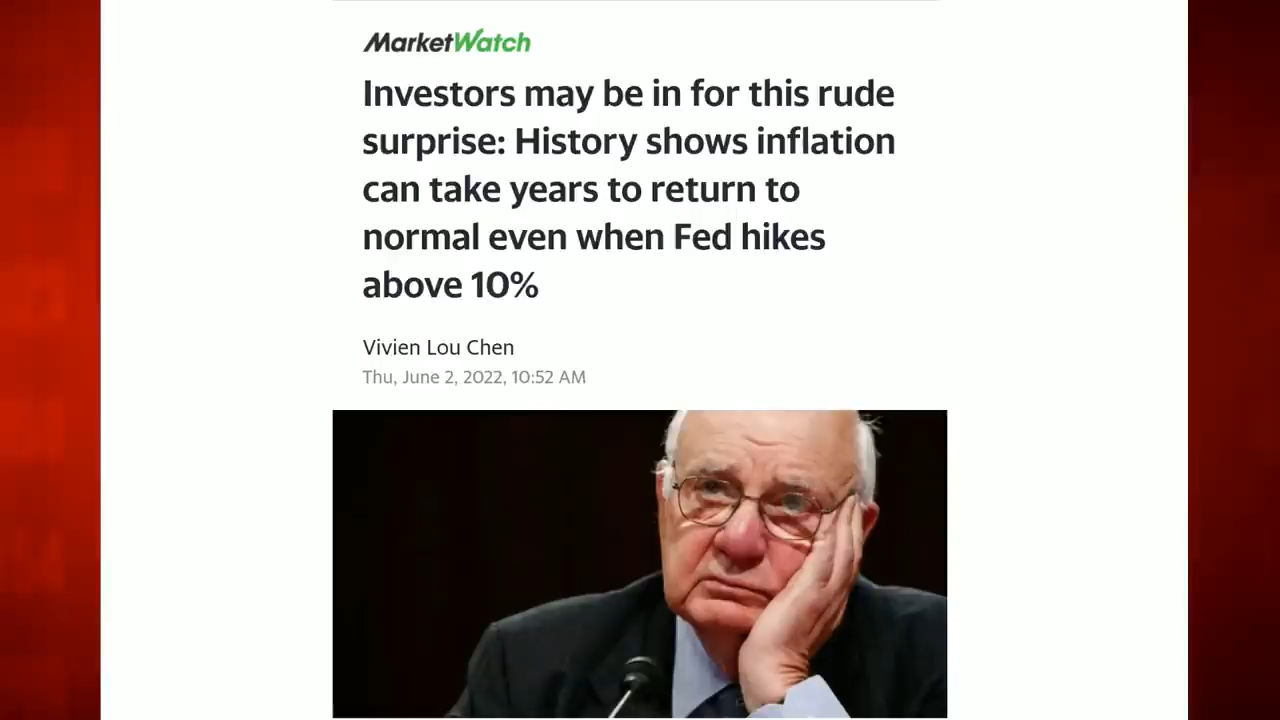 MarketWatch
Investors may be in for this rude
surprise: History shows inflation
can take years to return to
normal even when Fed hikes
above 10%
Vivien Lou Chen
Thu, June 2, 2022, 10:52 AM